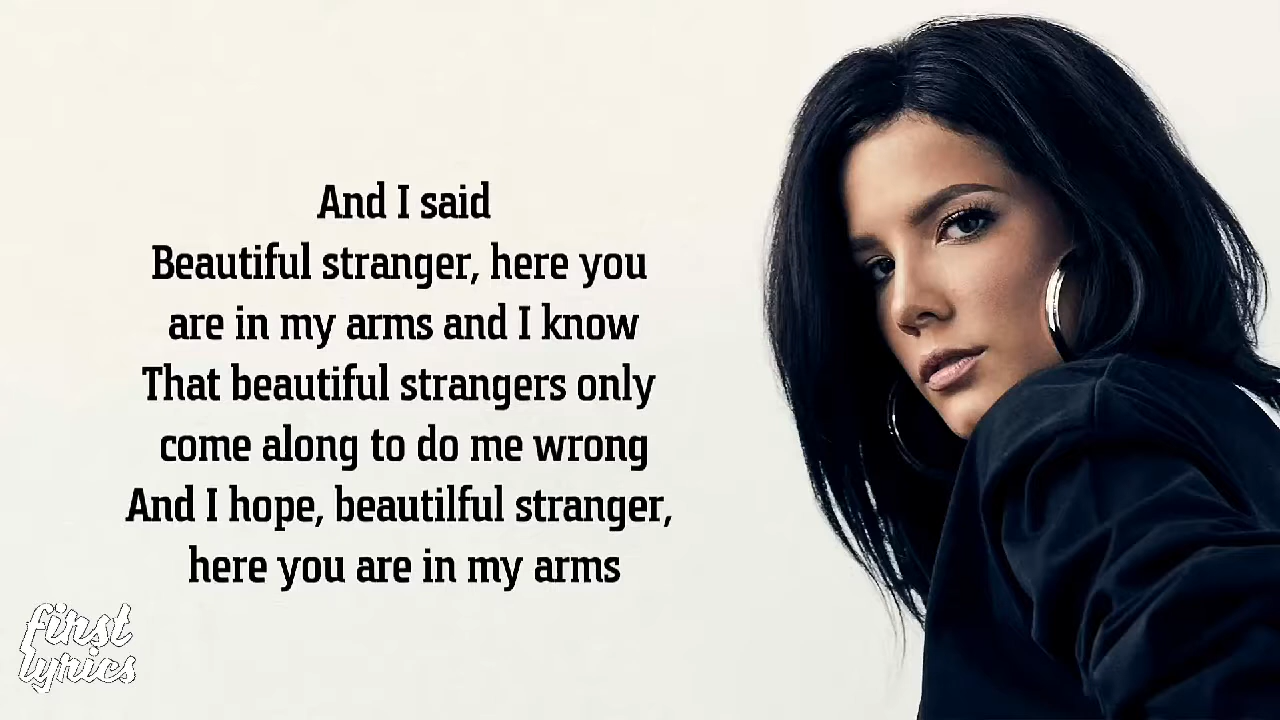 And I said
Beautiful stranger, here you
are in my arms and I know
That beautiful strangers only
come along to do me wrong
And I hope, beautilful stranger,
here you are in my arms
first
lyrics